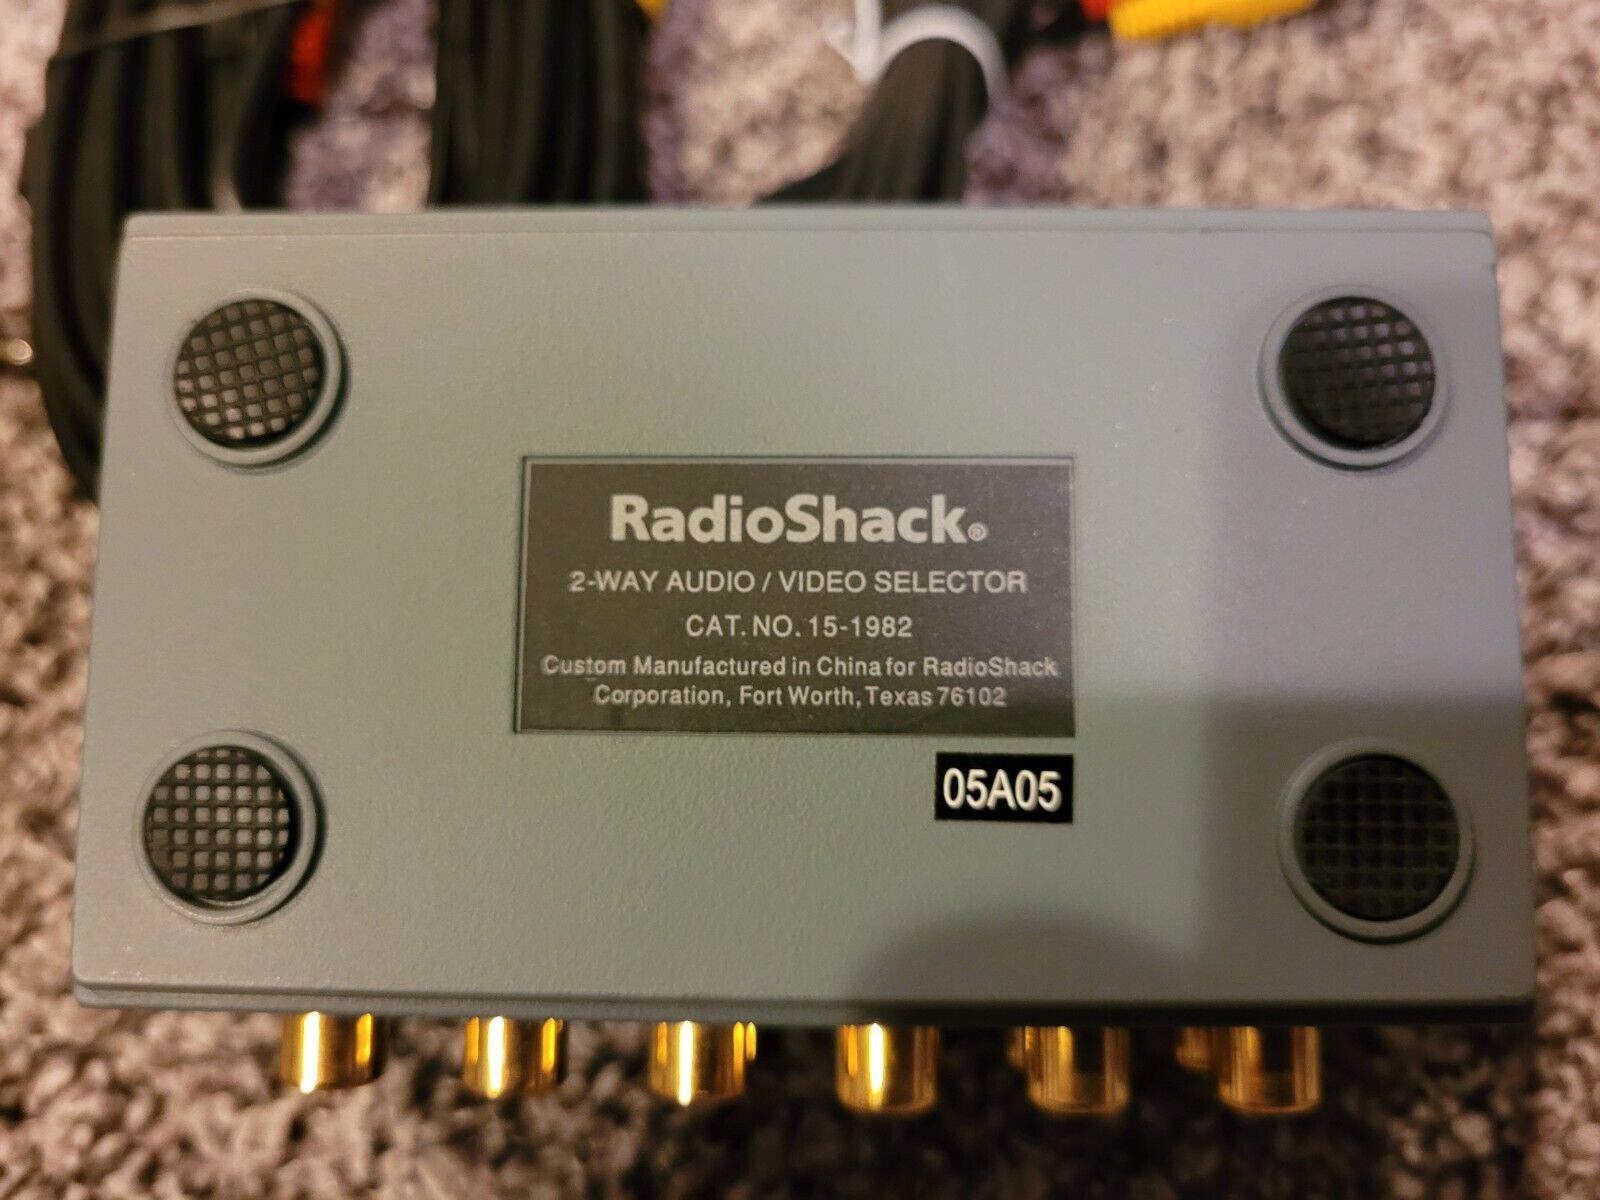 RadioShack®
2-WAY AUDIO / VIDEO SELECTOR
CAT. NO. 15-1982
Custom Manufactured in China for RadioShack
Corporation, Fort Worth, Texas 76102
05A05